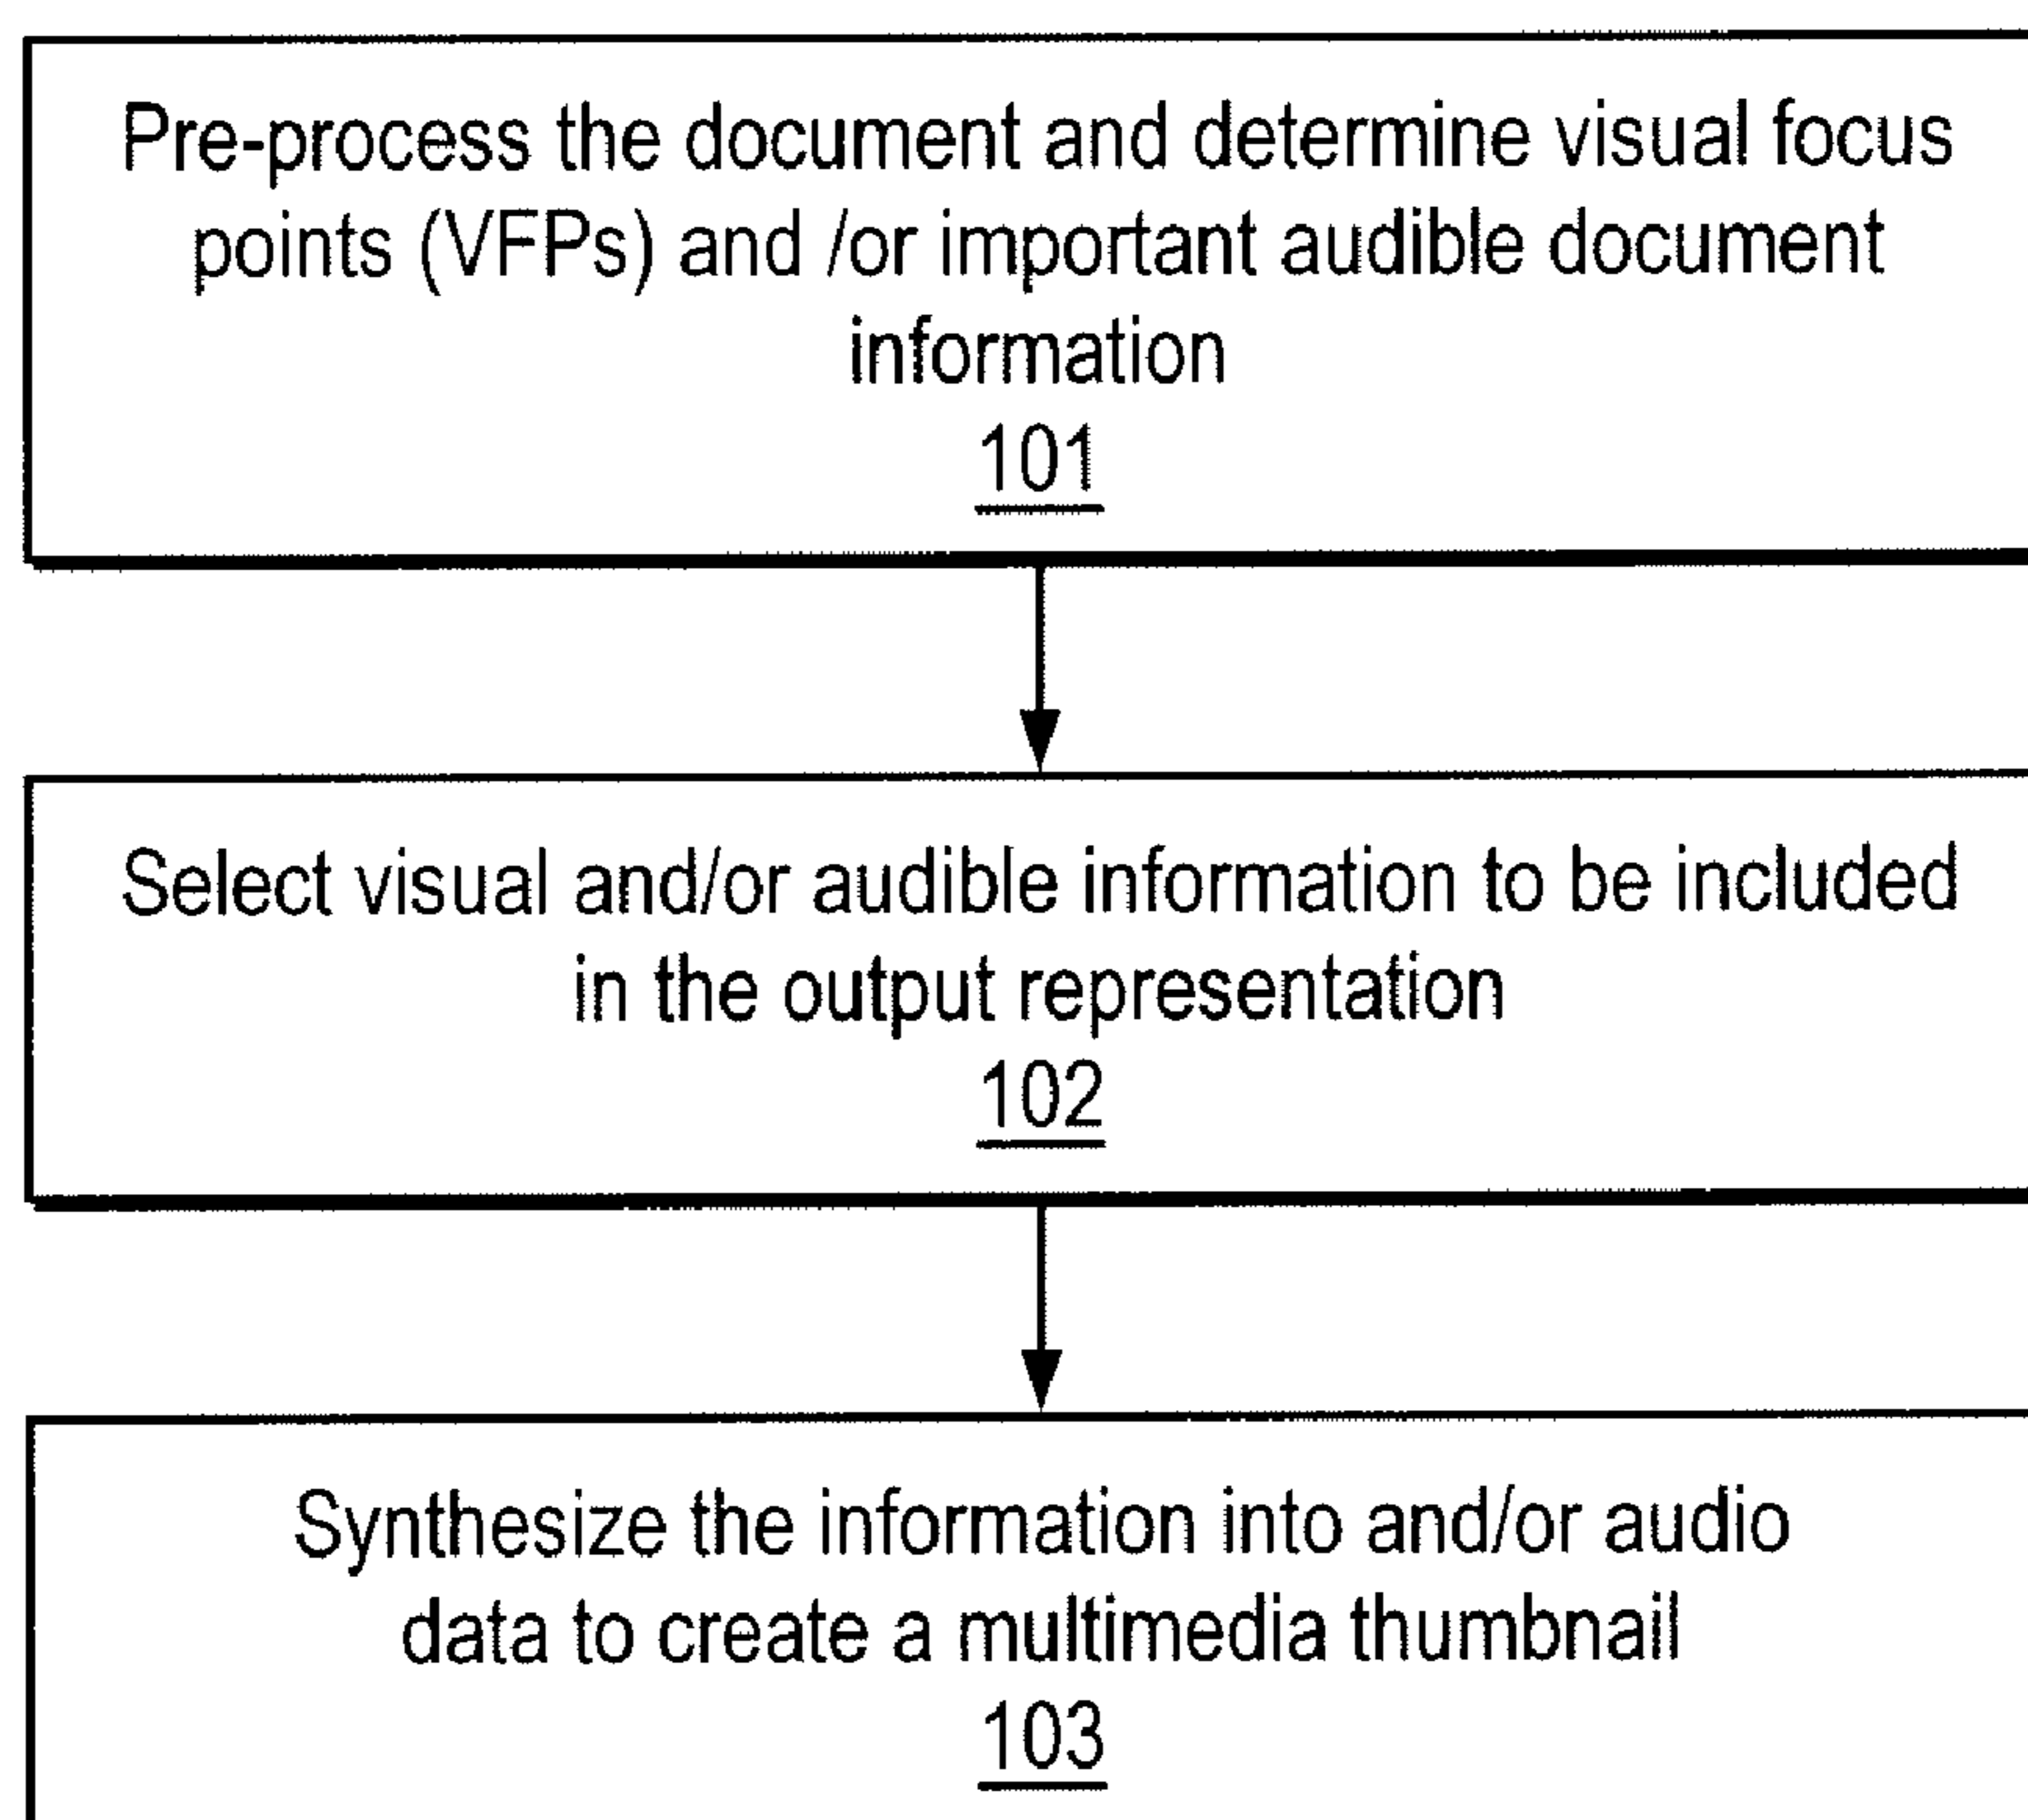 Pre-process the document and determine visual focus
points (VFPs) and /or important audible document
information
101
Select visual and/or audible information to be included
in the output representation
102
Synthesize the information into and/or audio
data to create a multimedia thumbnail
103